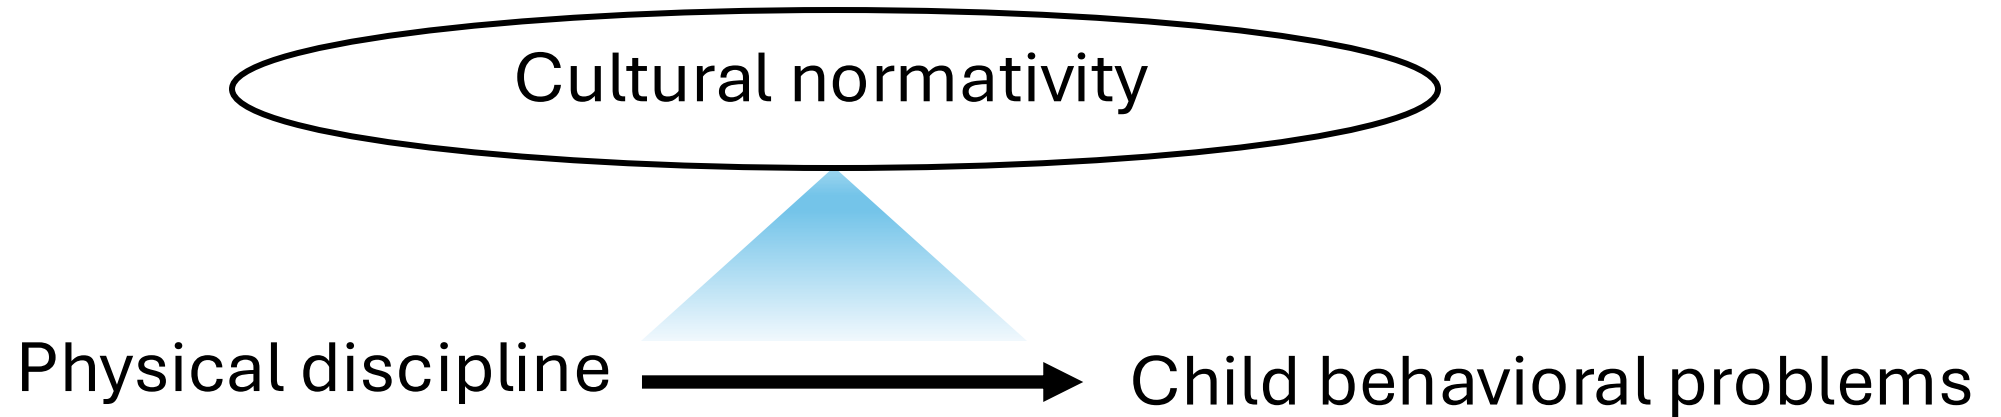 Cultural normativity
Physical discipline
Child behavioral problems